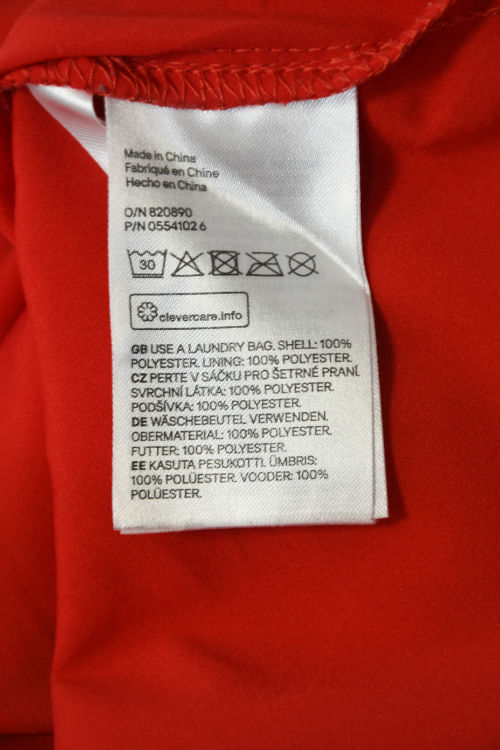 Made in China
Fabriqué en Chine
Hecho en China
O/N 820890
P/N 0554102 6
30
clevercare.info
GB USE A LAUNDRY BAG. SHELL: 100%
POLYESTER. LINING: 100% POLYESTER.
CZ PERTE V SÁČKU PRO ŠETRNÉ PRANÍ.
SVRCHNÍ LÁTKA: 100% POLYESTER.
PODŠÍVKA: 100% POLYESTER.
DE WÄSCHEBEUTEL VERWENDEN.
OBERMATERIAL: 100% POLYESTER.
FUTTER: 100% POLYESTER.
EE KASUTA PESUKOTTI. ÜMBRIS:
100% POLÜESTER. VOODER: 100%
POLÜESTER.